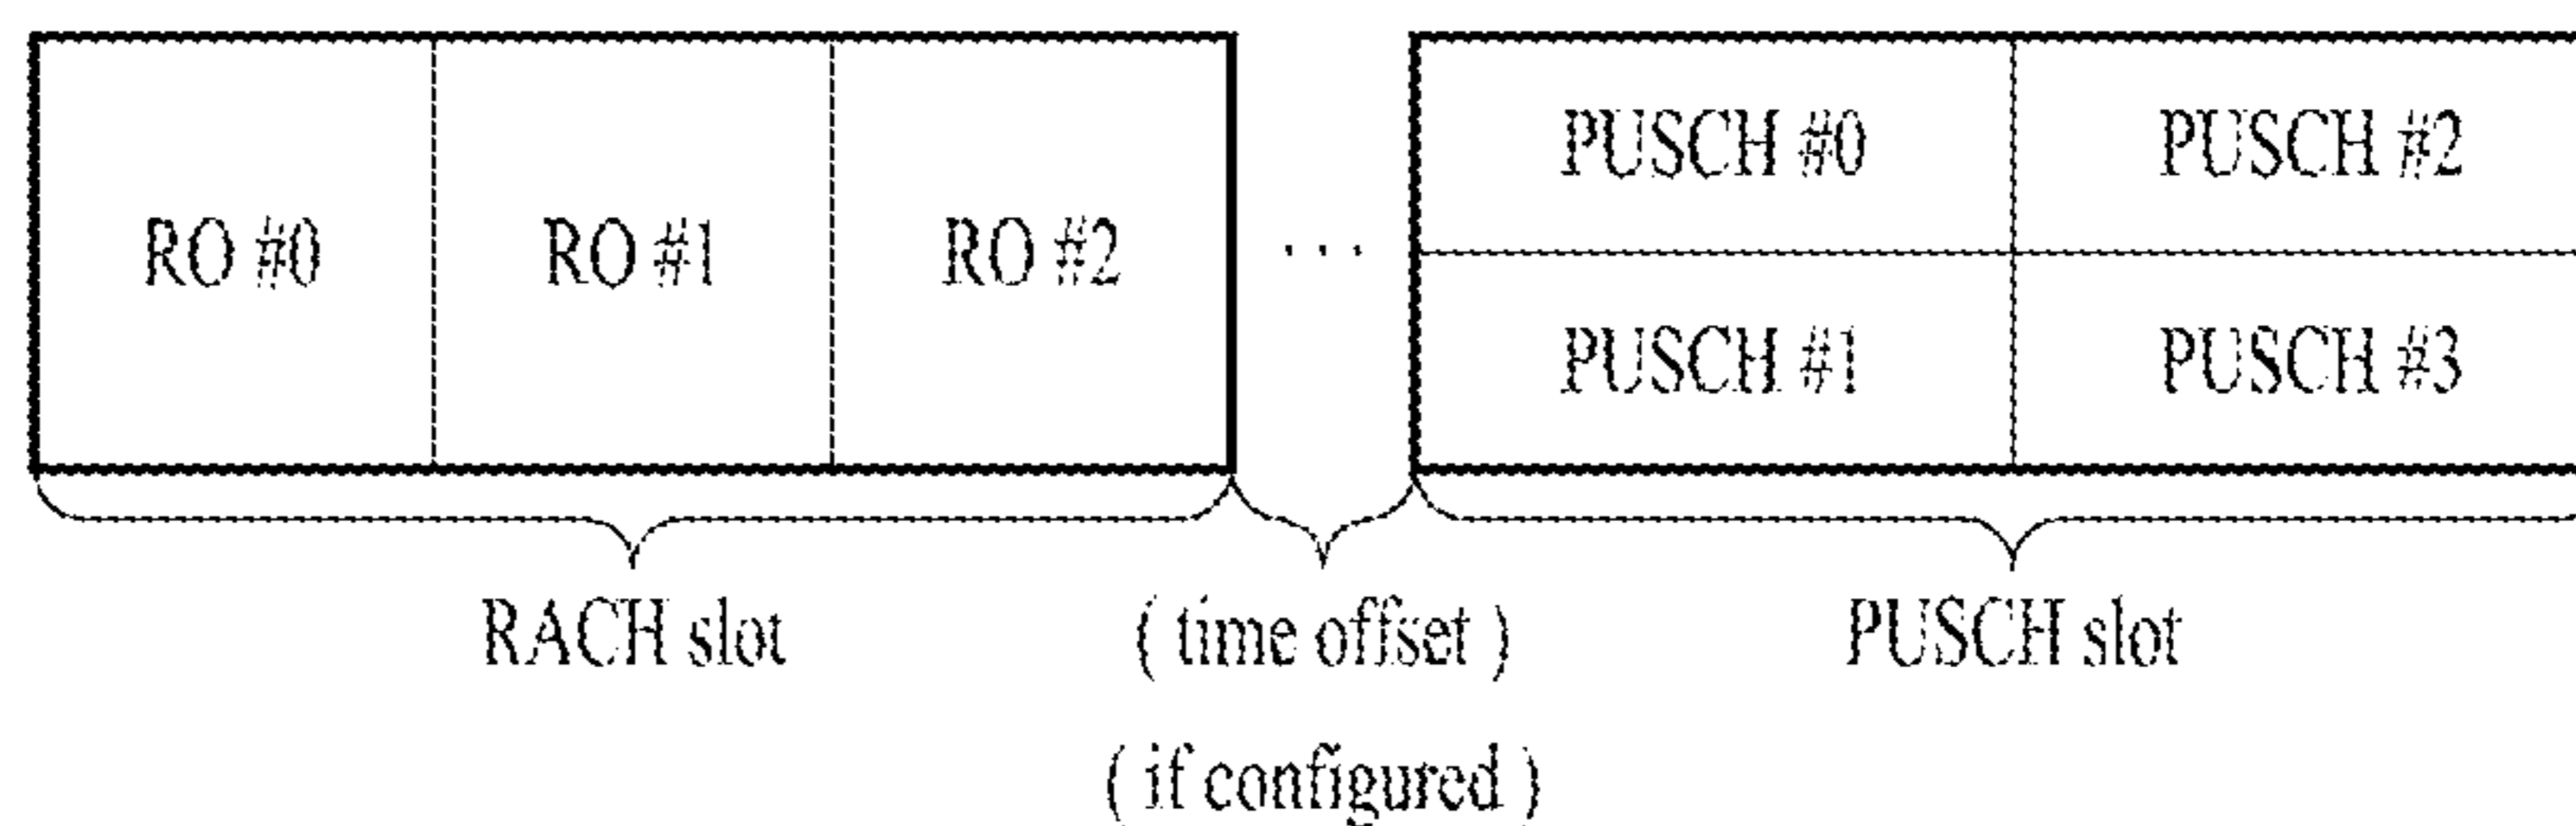 RO #0
RO #1
RO #2
...
PUSCH #0
PUSCH #2
PUSCH #1
PUSCH #3
RACH slot
( time offset )
( if configured )
PUSCH slot